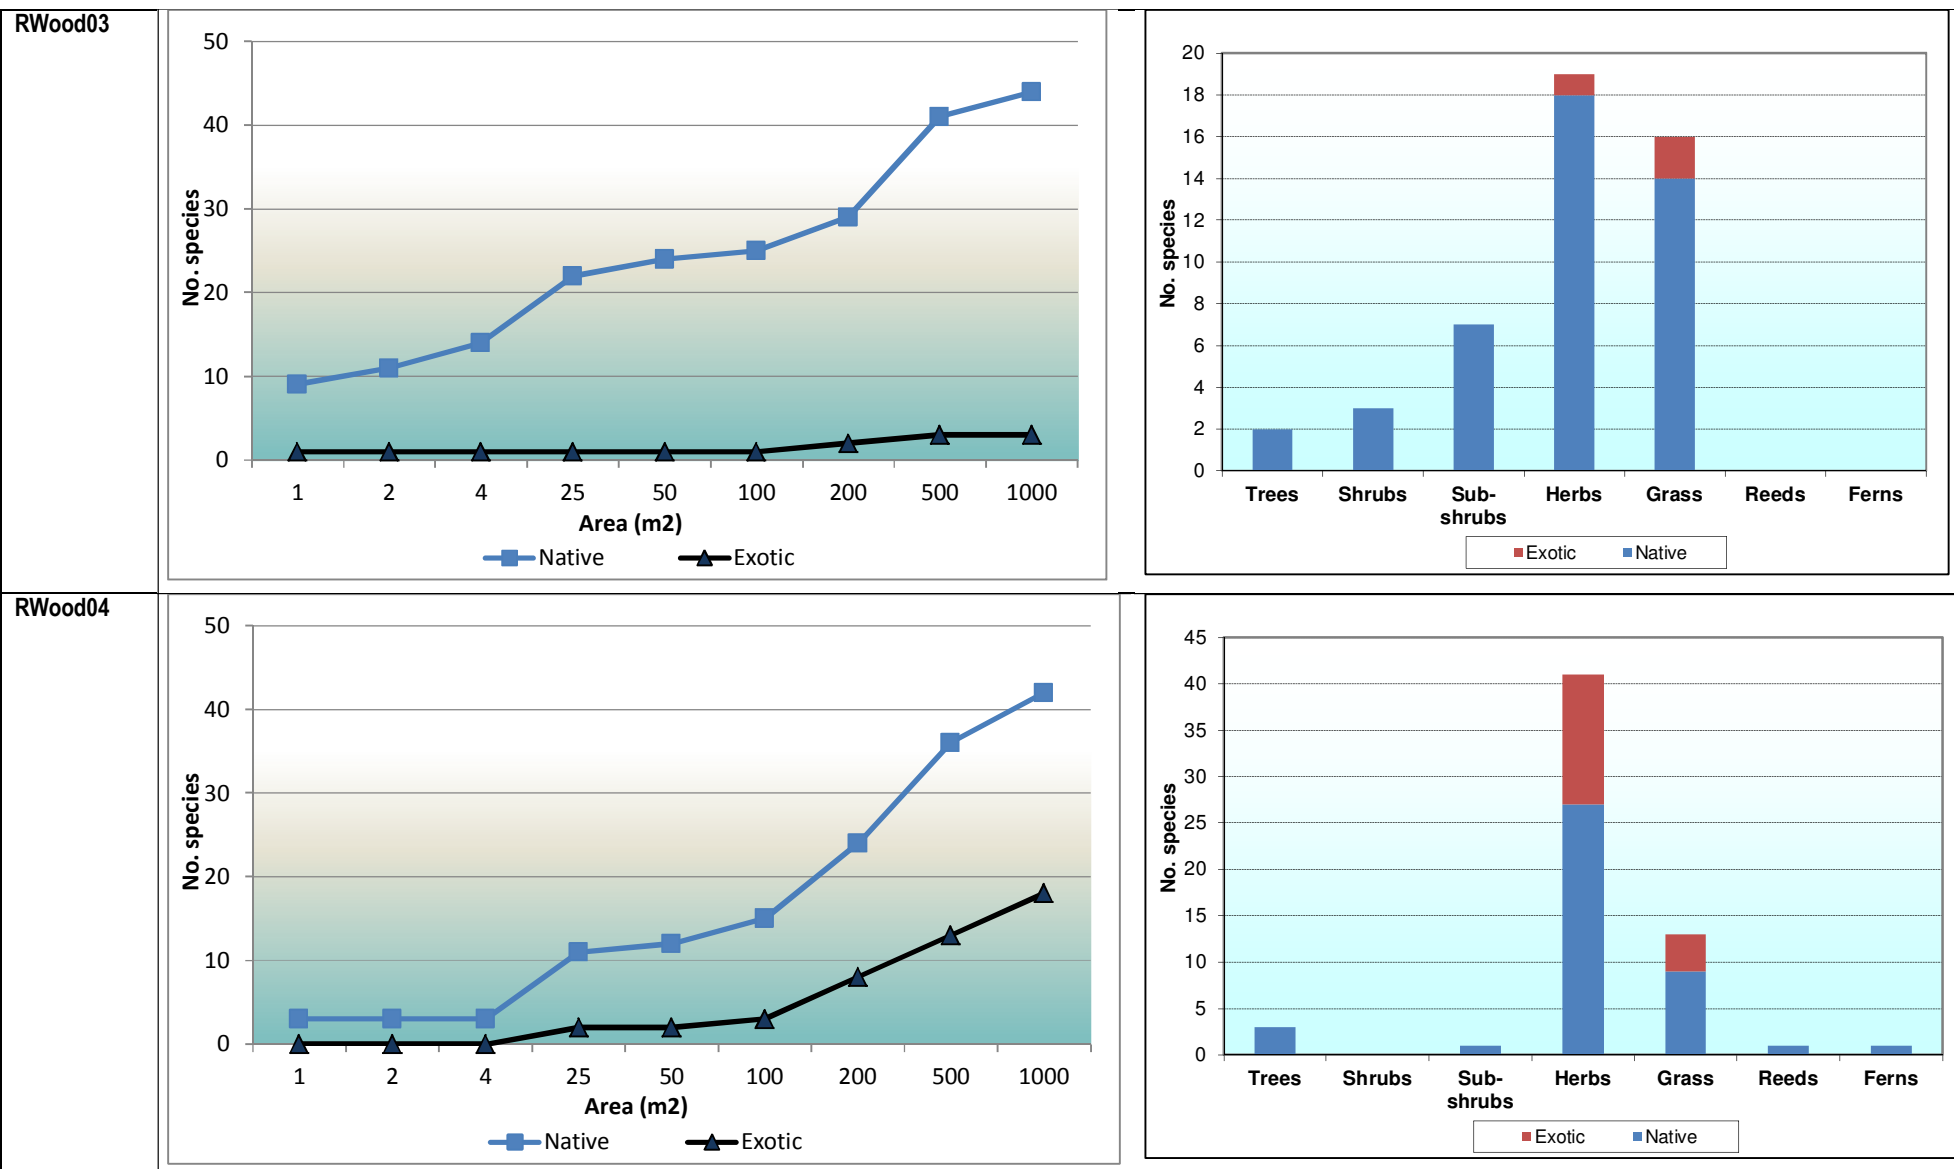 RWood03
50
40
30
20
10
0
No. species
1 2 4 25 50 100 200 500 1000
Area (m2)
Native Exotic
20
18
16
14
12
10
8
6
4
2
0
No. species
Trees Shrubs Sub- Herbs Grass Reeds Ferns
shrubs
Exotic Native
RWood04
50
40
30
20
10
0
No. species
1 2 4 25 50 100 200 500 1000
Area (m2)
Native Exotic
45
40
35
30
25
20
15
10
5
0
No. species
Trees Shrubs Sub- Herbs Grass Reeds Ferns
shrubs
Exotic Native